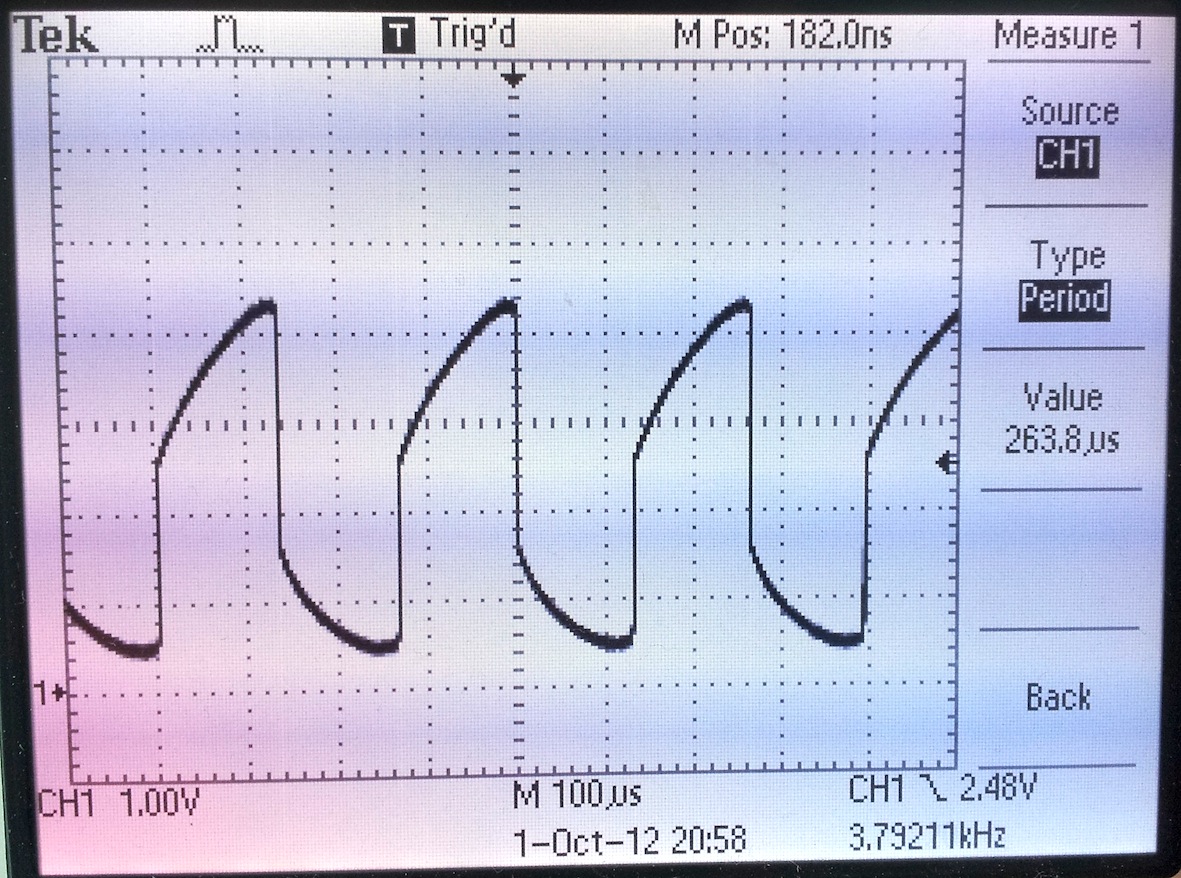 Tek T Trig'd M Pos: 182.0ns Measure 1
Source
CH1
Type
Period
Value
263.8µs
1
Back
CH1 1.00V M 100µs CH1 2.48V
1-Oct-12 20:58 3.79211kHz